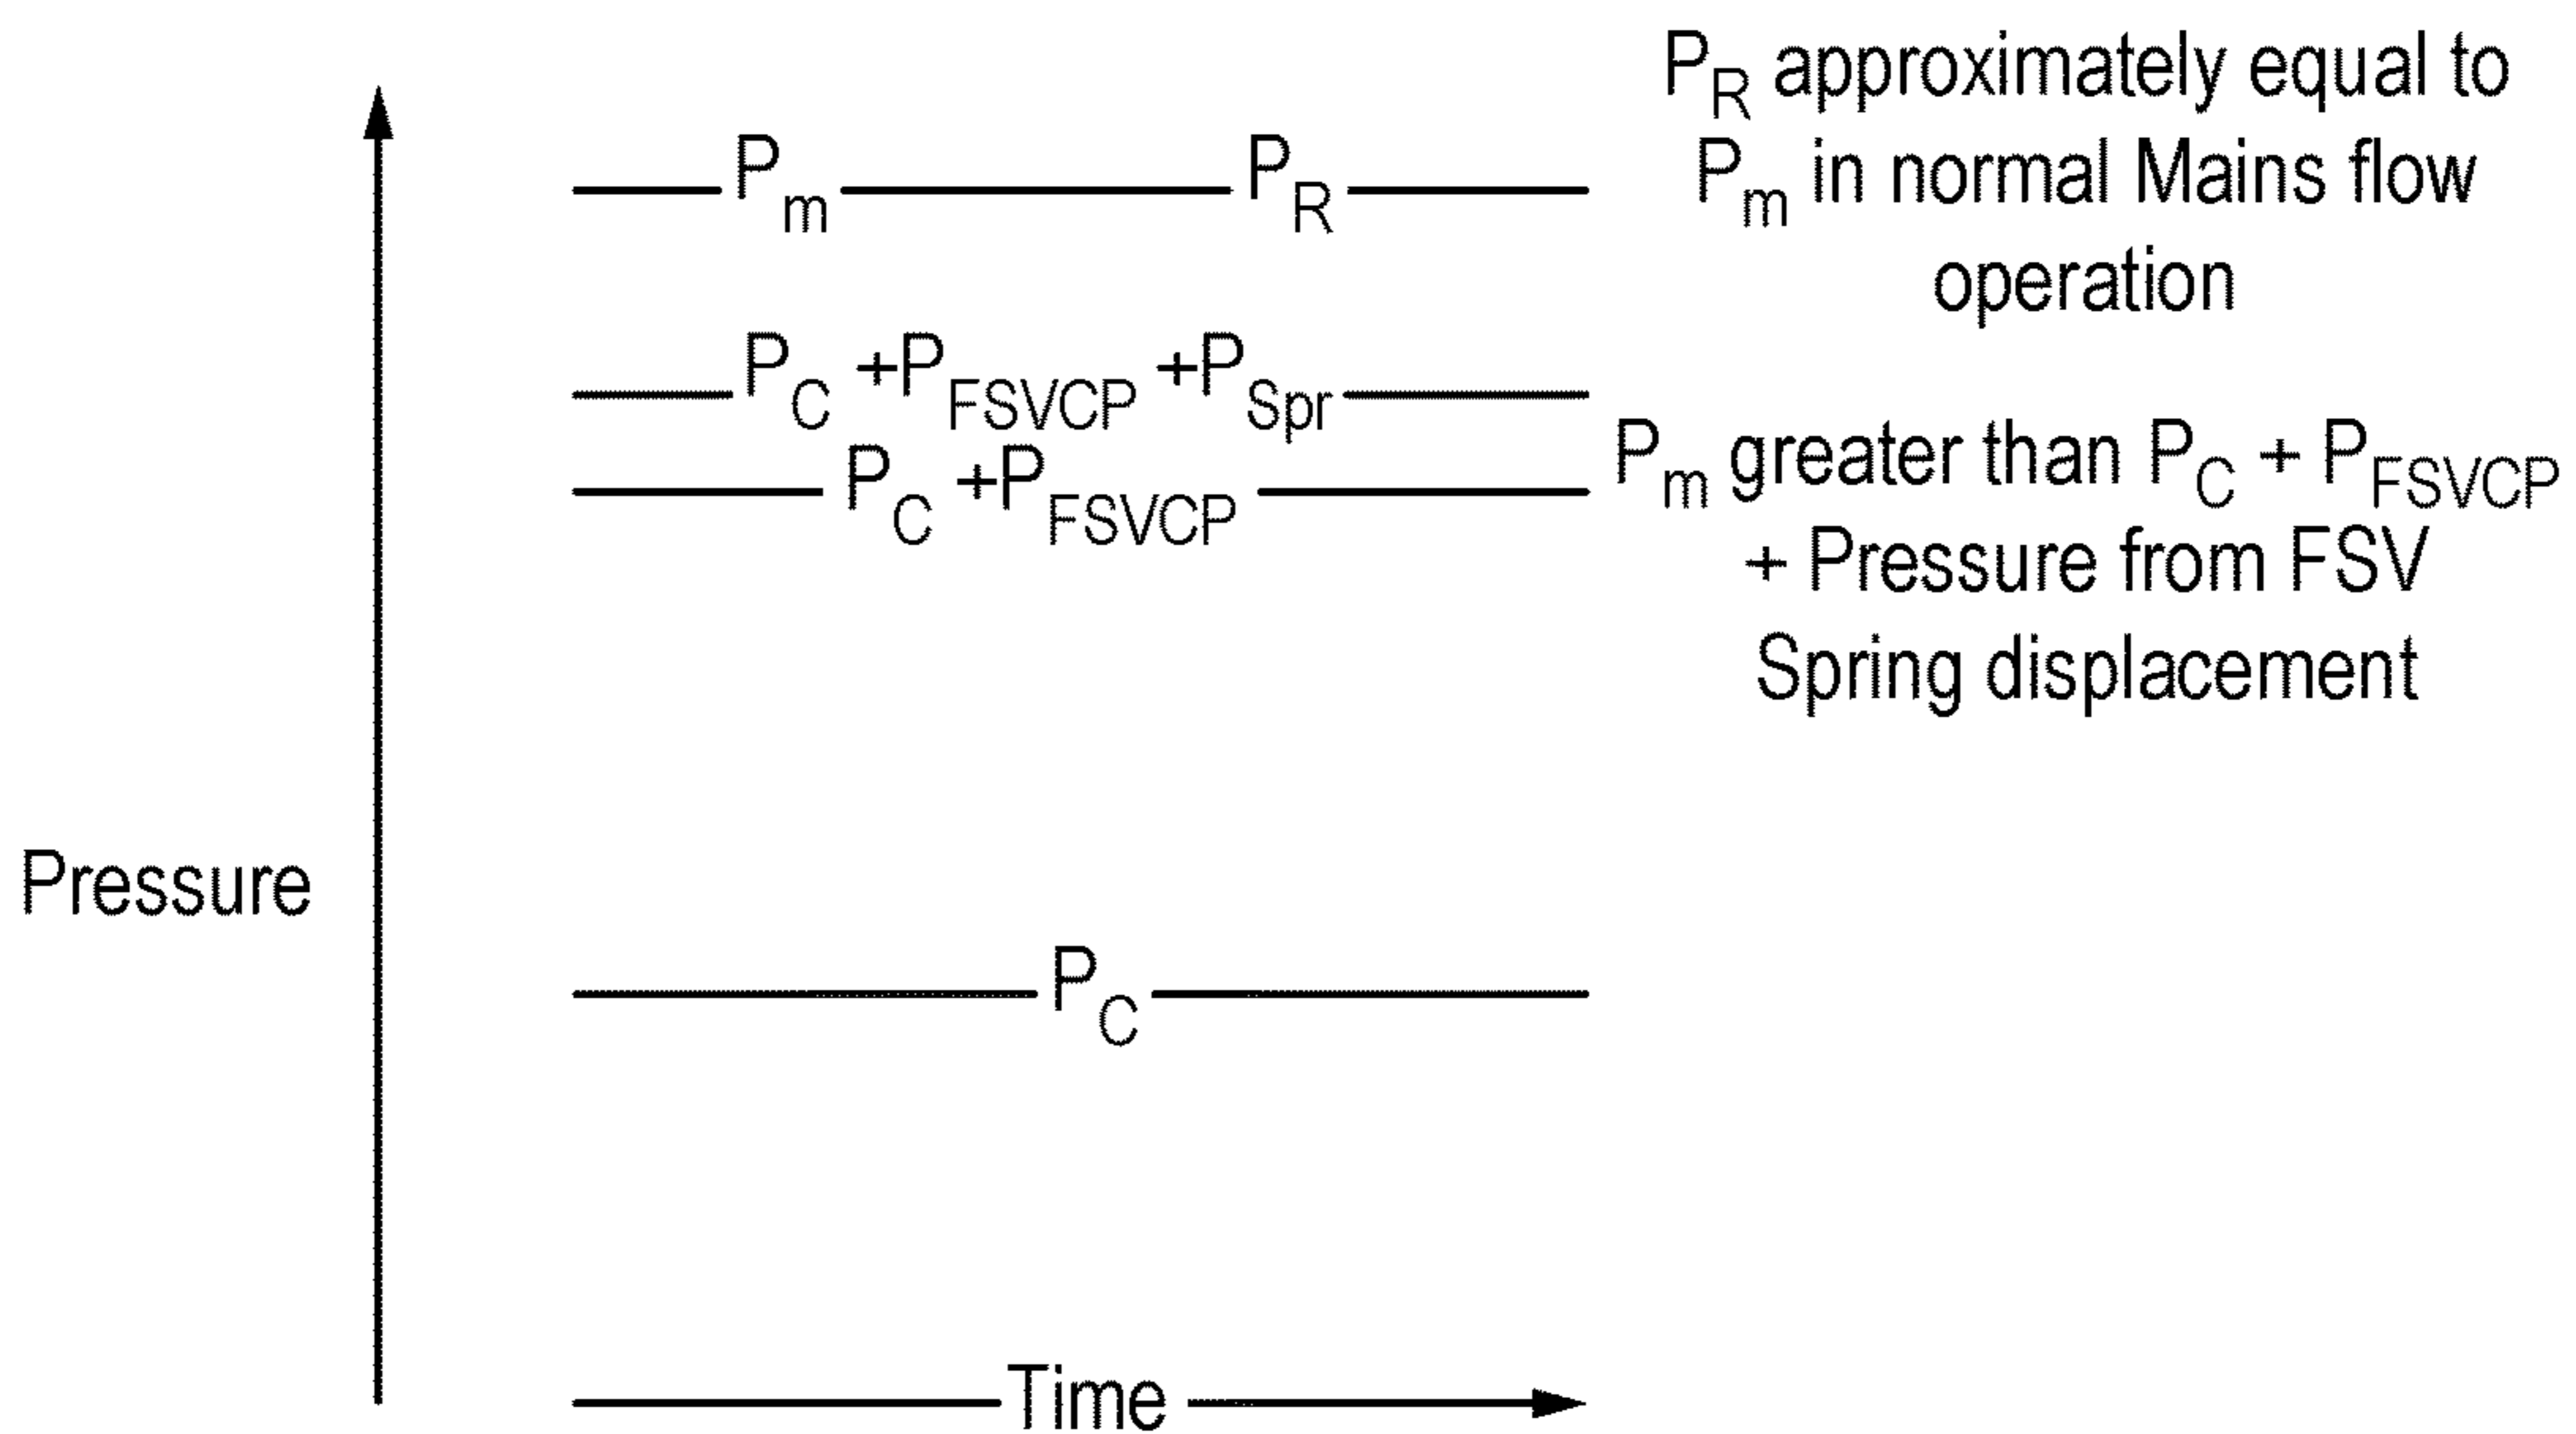 P_R approximately equal to
P_m in normal Mains flow
operation
P_m P_R
P_C +P_FSVCP +P_Spr
P_C +P_FSVCP
P_m greater than P_C + P_FSVCP
+ Pressure from FSV
Spring displacement
Pressure
P_C
Time